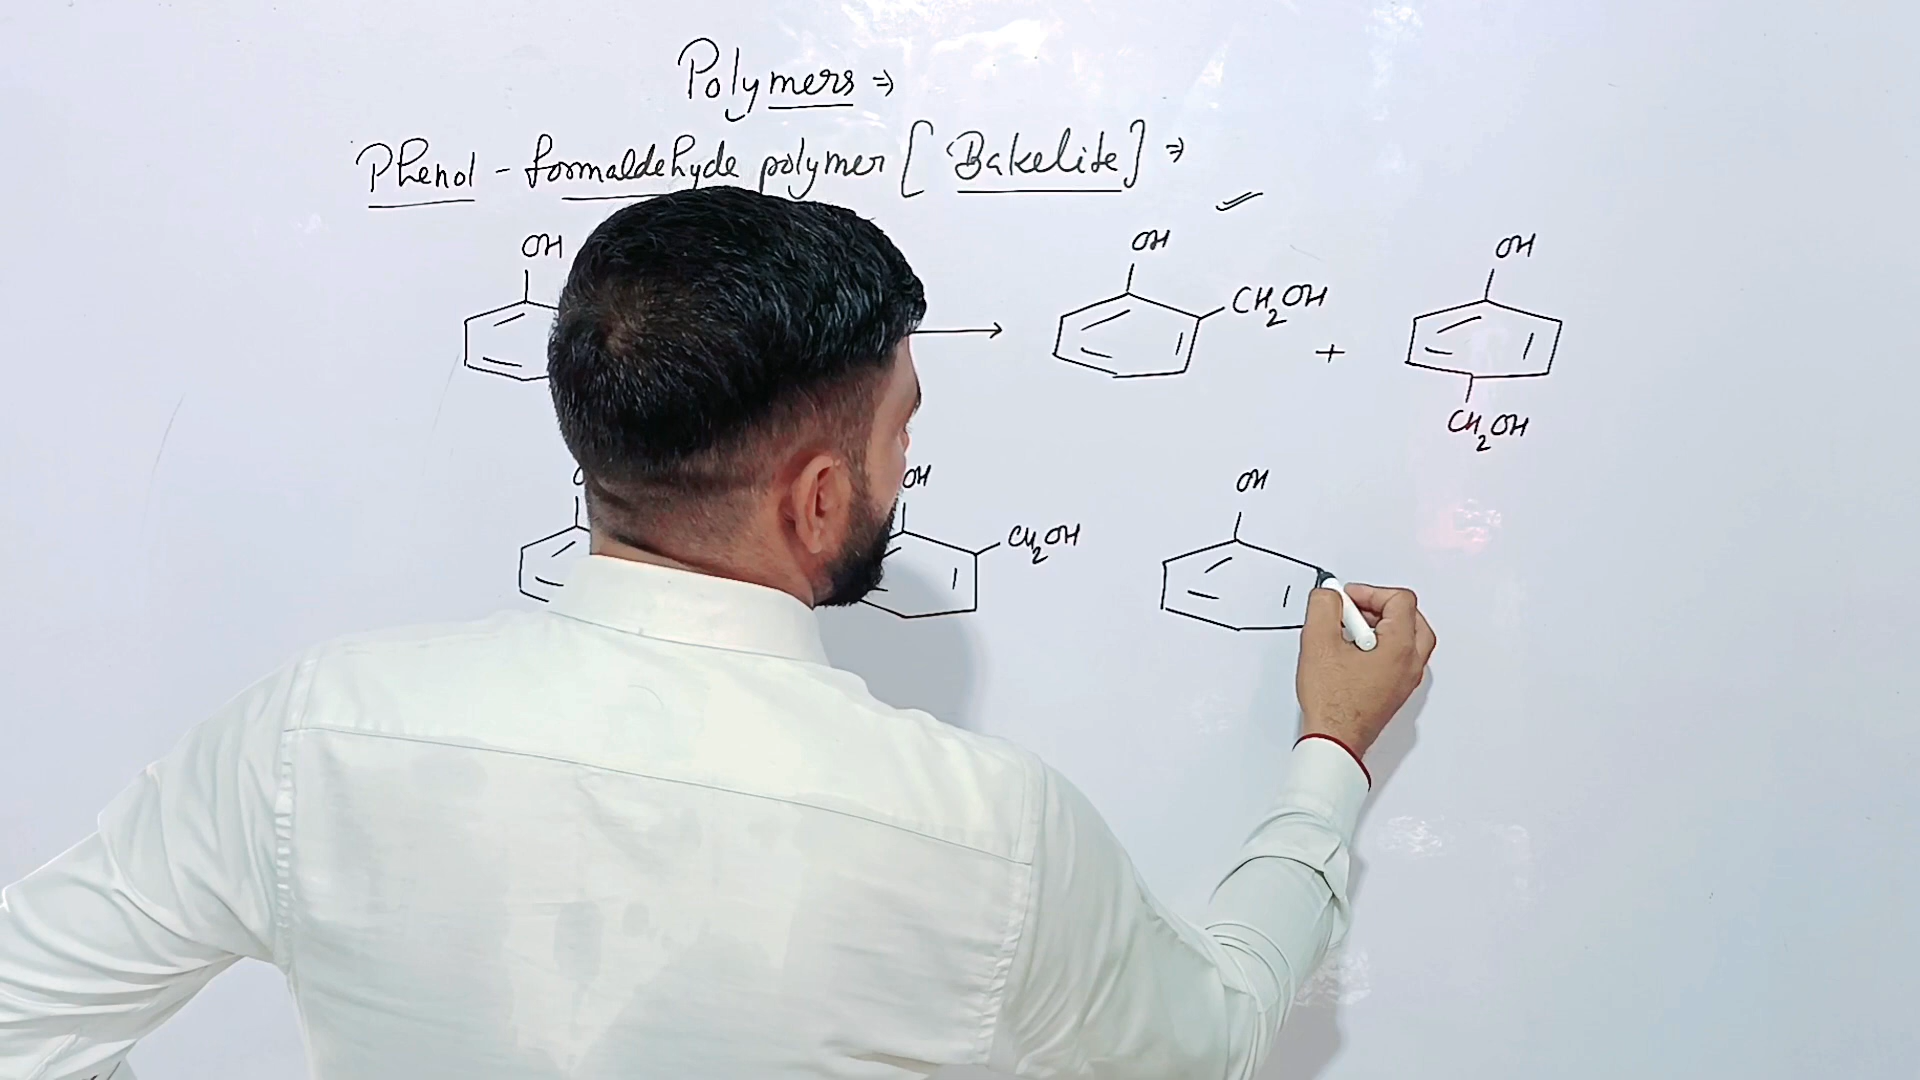 Polymers ⇒
Phenol - formaldehyde polymer [Bakelite] ⇒
OH
OH
CH2OH
+
OH
CH2OH
OH
CH2OH
OH